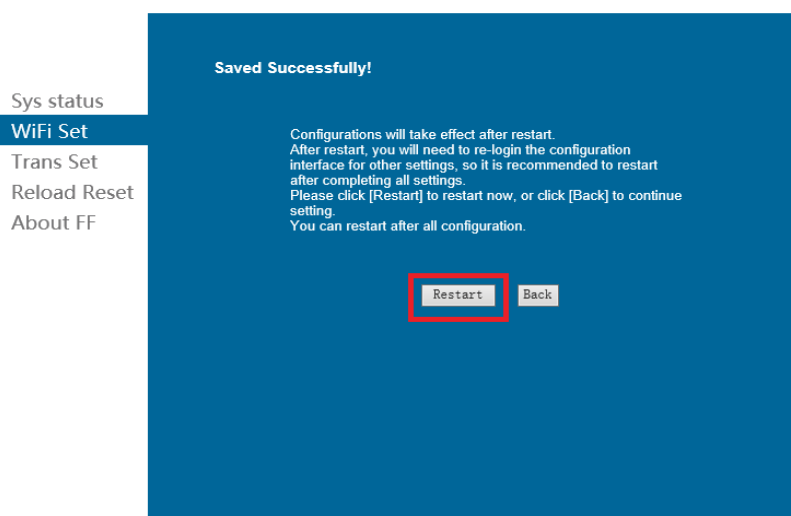 Saved Successfully!
Sys status
WiFi Set
Trans Set
Reload Reset
About FF
Configurations will take effect after restart.
After restart, you will need to re-login the configuration
interface for other settings, so it is recommended to restart
after completing all settings.
Please click [Restart] to restart now, or click [Back] to continue
setting.
You can restart after all configuration.
Restart
Back